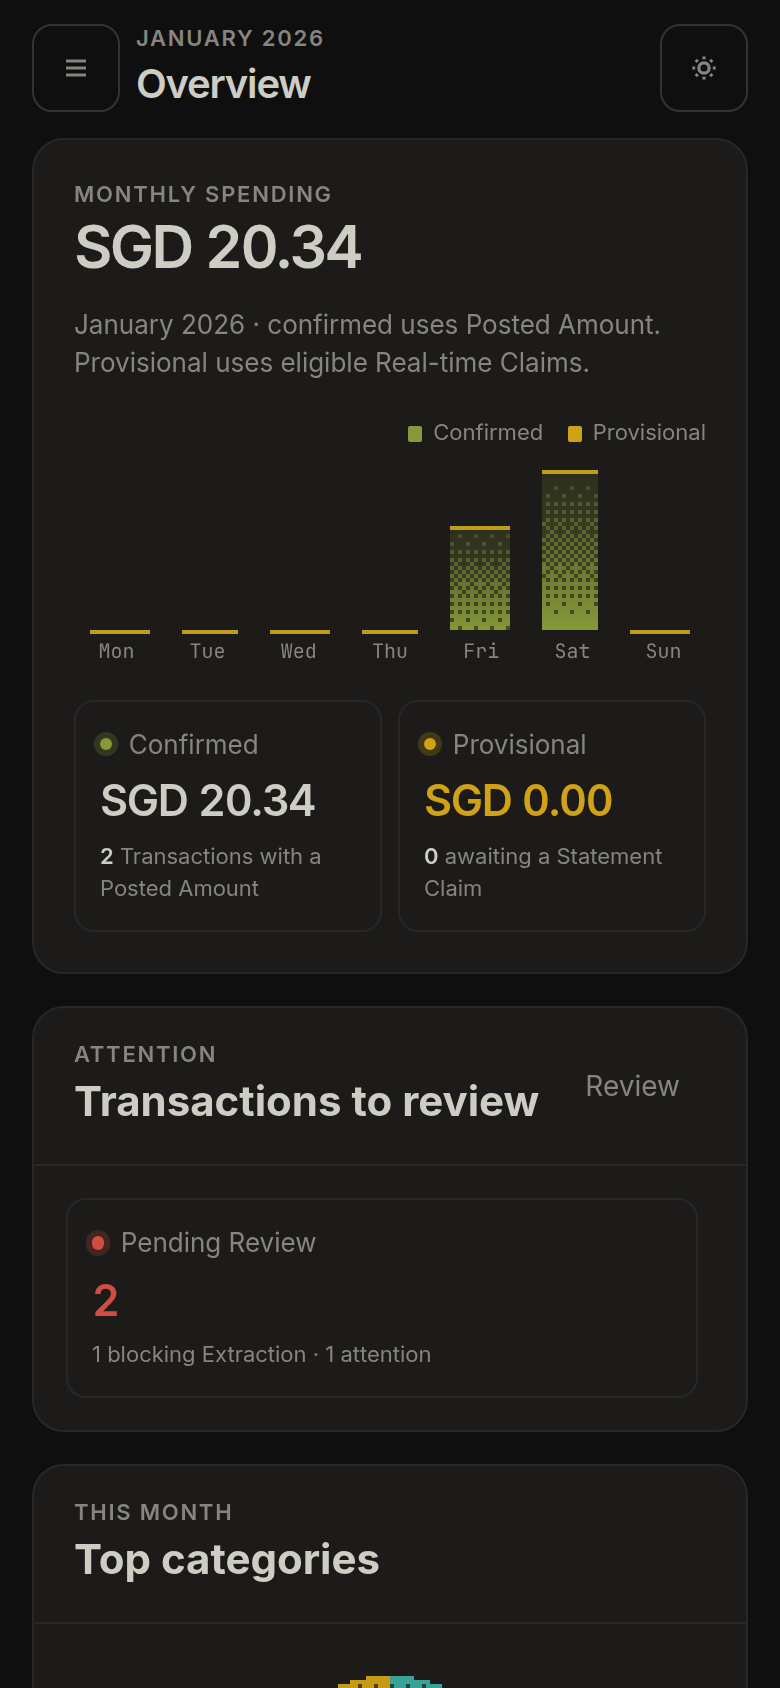 JANUARY 2026
Overview
MONTHLY SPENDING
SGD 20.34
January 2026 · confirmed uses Posted Amount.
Provisional uses eligible Real-time Claims.
Confirmed Provisional
Mon Tue Wed Thu Fri Sat Sun
Confirmed
SGD 20.34
2 Transactions with a
Posted Amount
Provisional
SGD 0.00
0 awaiting a Statement
Claim
ATTENTION
Transactions to review
Review
Pending Review
2
1 blocking Extraction · 1 attention
THIS MONTH
Top categories